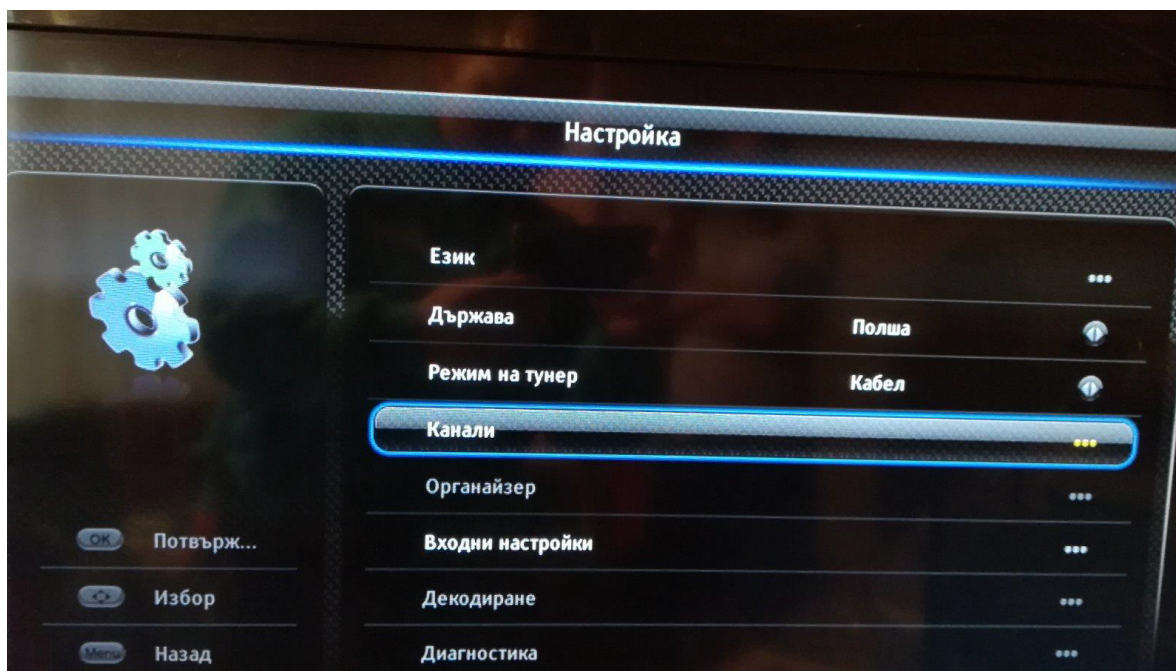 Настройка
Език
Държава Полша
Режим на тунер Кабел
Канали
Органайзер
Входни настройки
Декодиране
Диагностика
OK Потвърж...
Избор
Menu Назад